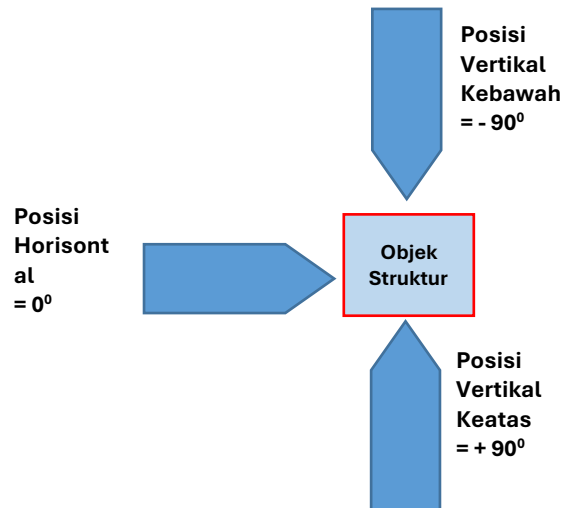 Posisi
Vertikal
Kebawah
= - 90⁰
Posisi
Horisont
al
= 0⁰
Objek
Struktur
Posisi
Vertikal
Keatas
= + 90⁰